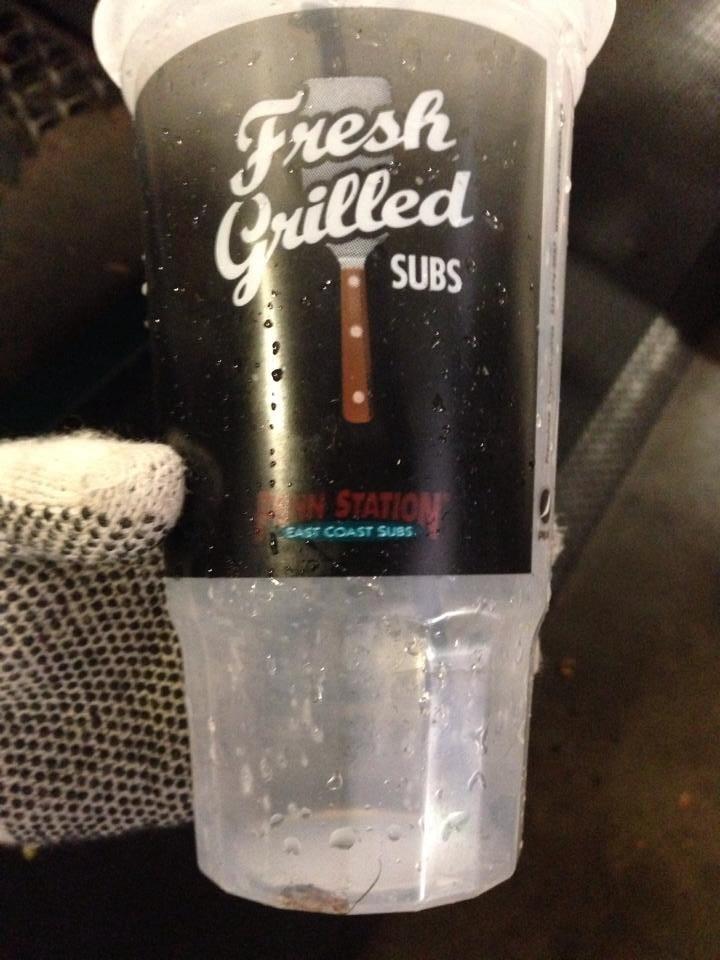 Fresh
Grilled
SUBS
PENN STATION
EAST COAST SUBS